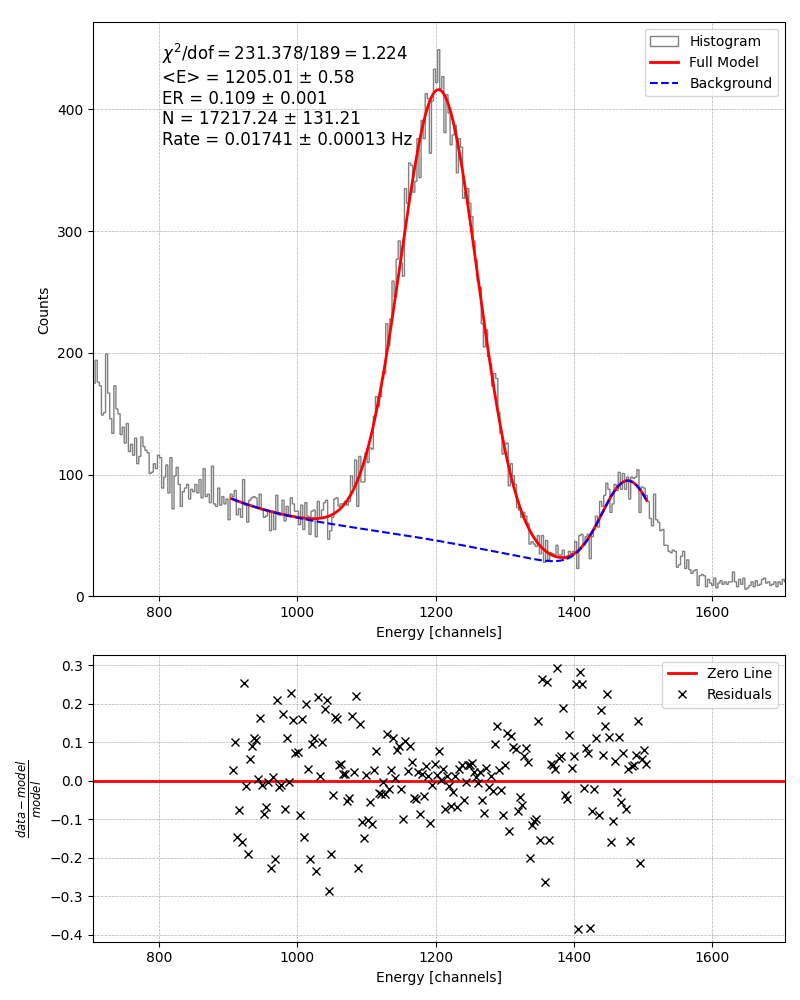 χ²/dof = 231.378/189 = 1.224
<E> = 1205.01 ± 0.58
ER = 0.109 ± 0.001
N = 17217.24 ± 131.21
Rate = 0.01741 ± 0.00013 Hz
Histogram
Full Model
Background
400
300
200
100
0
Counts
800 1000 1200 1400 1600
Energy [channels]
Zero Line
Residuals
0.3
0.2
0.1
0.0
−0.1
−0.2
−0.3
−0.4
data − model
model
800 1000 1200 1400 1600
Energy [channels]